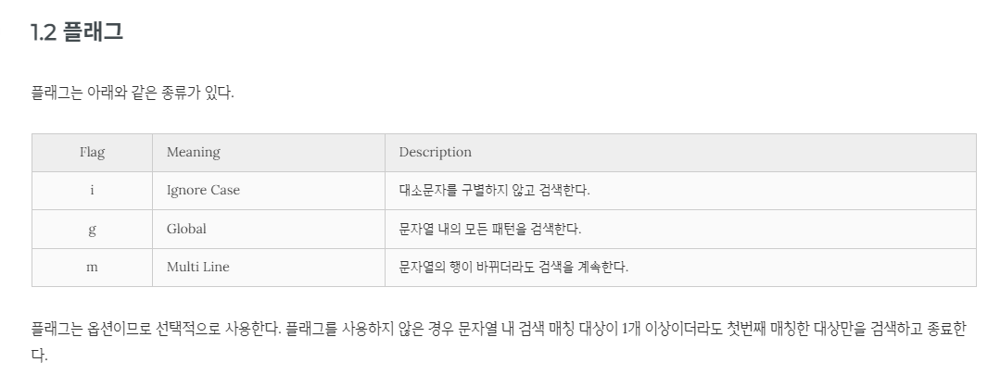 1.2 플래그
플래그는 아래와 같은 종류가 있다.
Flag Meaning Description
i Ignore Case 대소문자를 구별하지 않고 검색한다.
g Global 문자열 내의 모든 패턴을 검색한다.
m Multi Line 문자열의 행이 바뀌더라도 검색을 계속한다.
플래그는 옵션이므로 선택적으로 사용한다. 플래그를 사용하지 않은 경우 문자열 내 검색 매칭 대상이 1개 이상이더라도 첫번째 매칭한 대상만을 검색하고 종료한
다.